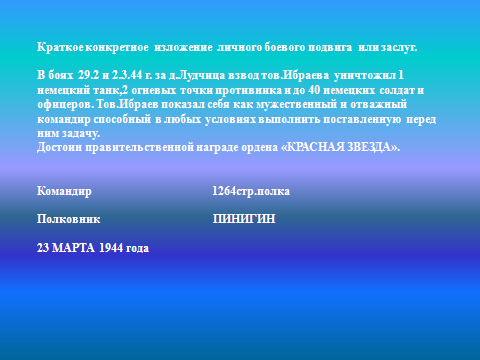 Краткое конкретное изложение личного боевого подвига или заслуг.
В боях 29.2 и 2.3.44 г. за д.Лудчица взвод тов.Ибраева уничтожил 1
немецкий танк,2 огневых точки противника и до 40 немецких солдат и
офицеров. Тов.Ибраев показал себя как мужественный и отважный
командир способный в любых условиях выполнить поставленную перед
ним задачу.
Достоин правительственной награде ордена «КРАСНАЯ ЗВЕЗДА».
Командир 1264стр.полка
Полковник ПИНИГИН
23 МАРТА 1944 года